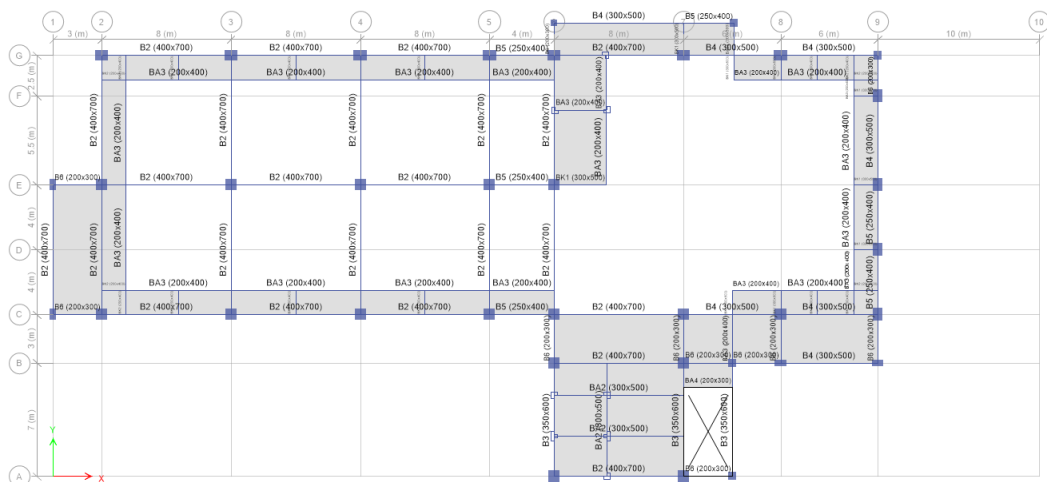 1
2
3
4
5
7
8
9
10
3 (m)
8 (m)
8 (m)
8 (m)
4 (m)
8 (m)
6 (m)
10 (m)
B4 (300x500)
B5 (250x400)
G
B2 (400x700)
B2 (400x700)
B2 (400x700)
B5 (250x400)
B2 (400x700)
B4 (300x500)
B4 (300x500)
BA3 (200x400)
BA3 (200x400)
BA3 (200x400)
BA3 (200x400)
BA3 (200x400)
BA3 (200x400)
B6 (200x300)
2.5 (m)
F
BA3 (200x400)
B2 (400x700)
B2 (400x700)
B2 (400x700)
B2 (400x700)
BA3 (200x400)
BA3 (200x400)
BA3 (200x400)
B4 (300x500)
5.5 (m)
E
B6 (200x300)
B2 (400x700)
B2 (400x700)
B2 (400x700)
B5 (250x400)
BK1 (300x500)
4 (m)
B2 (400x700)
B2 (400x700)
BA3 (200x400)
B2 (400x700)
B2 (400x700)
B2 (400x700)
BA3 (200x400)
B5 (250x400)
D
4 (m)
BA3 (200x400)
BA3 (200x400)
BA3 (200x400)
BA3 (200x400)
BA3 (200x400)
BA3 (200x400)
B5 (250x400)
C
B6 (200x300)
B2 (400x700)
B2 (400x700)
B2 (400x700)
B5 (250x400)
B2 (400x700)
B4 (300x500)
B4 (300x500)
3 (m)
B6 (200x300)
B6 (200x300)
B6 (200x300)
B
B2 (400x700)
B6 (200x300)
B6 (200x300)
B4 (300x500)
7 (m)
BA2 (300x500)
BA4 (200x300)
B3 (350x600)
BA2 (300x500)
B3 (350x600)
B3 (350x600)
BA2 (300x500)
A
B2 (400x700)
B6 (200x300)
Y
X